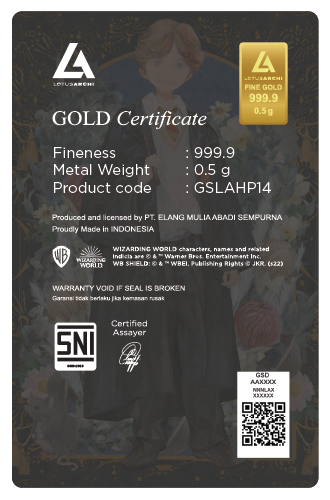 LOTUSARCHI
LOTUSARCHI
FINE GOLD
999.9
0.5 g
GOLD Certificate
Fineness : 999.9
Metal Weight : 0.5 g
Product code : GSLAHP14
Produced and licensed by PT. ELANG MULIA ABADI SEMPURNA
Proudly Made in INDONESIA
WB
WIZARDING
WORLD
WIZARDING WORLD characters, names and related
indicia are © & ™ Warner Bros. Entertainment Inc.
WB SHIELD: © & ™ WBEI. Publishing Rights © JKR. (s22)
WARRANTY VOID IF SEAL IS BROKEN
Garansi tidak berlaku jika kemasan rusak
SNI
Certified
Assayer
GSD
AAXXXX
NNNLAX
XXXXXX